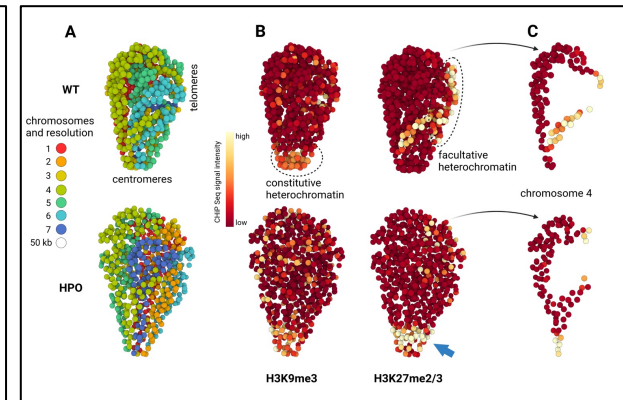 A
B
C
WT
telomeres
chromosomes
and resolution
1
2
3
4
5
6
7
50 kb
centromeres
CHIP Seq signal intensity
high
low
constitutive
heterochromatin
facultative
heterochromatin
chromosome 4
HPO
H3K9me3
H3K27me2/3